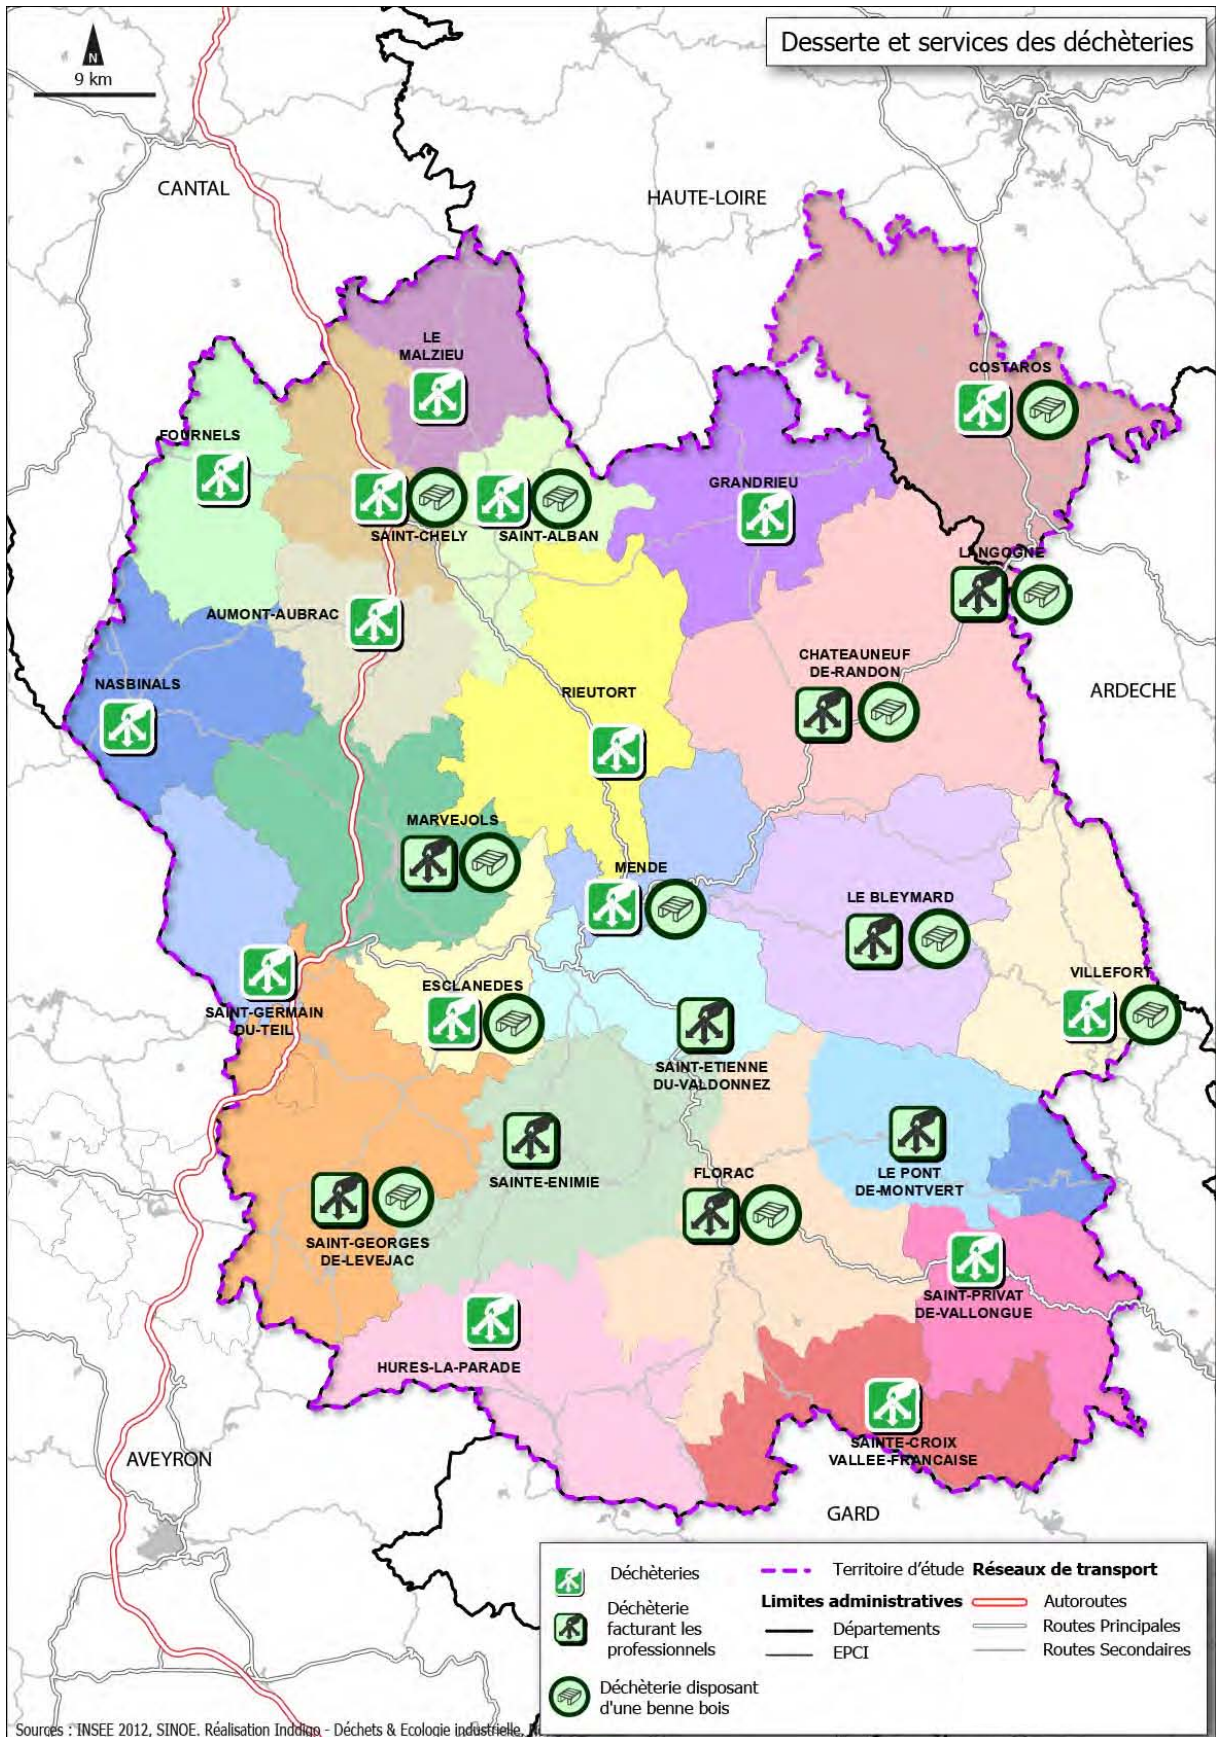 Desserte et services des déchèteries
N
9 km
CANTAL
HAUTE-LOIRE
LE
MALZIEU
COSTAROS
FOURNELS
GRANDRIEU
SAINT-CHELY
SAINT-ALBAN
LANGOGNE
AUMONT-AUBRAC
CHATEAUNEUF
DE-RANDON
NASBINALS
RIEUTORT
ARDECHE
MARVEJOLS
MENDE
LE BLEYMARD
VILLEFORT
ESCLANEDES
SAINT-GERMAIN
DU-TEIL
SAINT-ETIENNE
DU-VALDONNEZ
SAINTE-ENIMIE
FLORAC
LE PONT
DE-MONTVERT
SAINT-GEORGES
DE-LEVEJAC
SAINT-PRIVAT
DE-VALLONGUE
HURES-LA-PARADE
SAINTE-CROIX
VALLEE-FRANCAISE
AVEYRON
GARD
Déchèteries
Déchèterie
facturant les
professionnels
Déchèterie disposant
d'une benne bois
Territoire d'étude
Limites administratives
Départements
EPCI
Réseaux de transport
Autoroutes
Routes Principales
Routes Secondaires
Sources : INSEE 2012, SINOE. Réalisation Inddigo - Déchets & Ecologie industrielle,